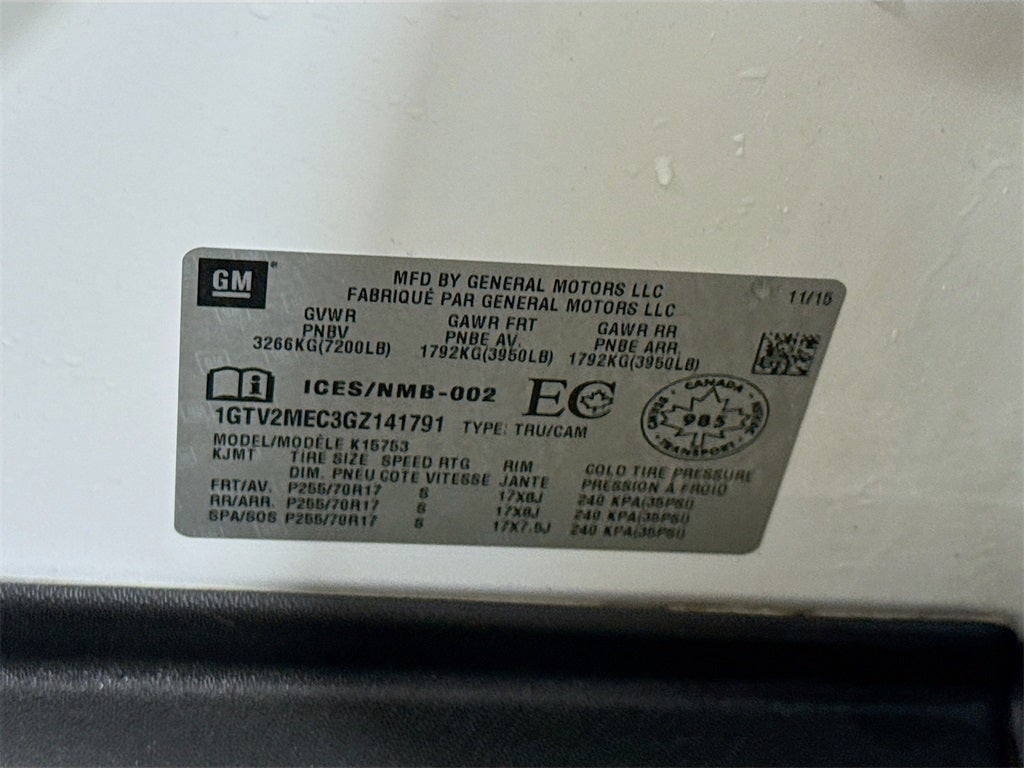 GM
MFD BY GENERAL MOTORS LLC
FABRIQUÉ PAR GENERAL MOTORS LLC
11/15
GVWR GAWR FRT GAWR RR
PNBV PNBE AV. PNBE ARR.
3266KG(7200LB) 1792KG(3950LB) 1792KG(3950LB)
i ICES/NMB-002 EC
CANADA
985
TRANSPORT
1GTV2MEC3GZ141791 TYPE: TRU/CAM
MODEL/MODÈLE K15753
KJMT TIRE SIZE SPEED RTG RIM COLD TIRE PRESSURE
DIM. PNEU COTE VITESSE JANTE PRESSION À FROID
FRT/AV. P255/70R17 S 17X8J 240 KPA(35PSI)
RR/ARR. P255/70R17 S 17X8J 240 KPA(35PSI)
SPA/SOS P255/70R17 S 17X7.5J 240 KPA(35PSI)